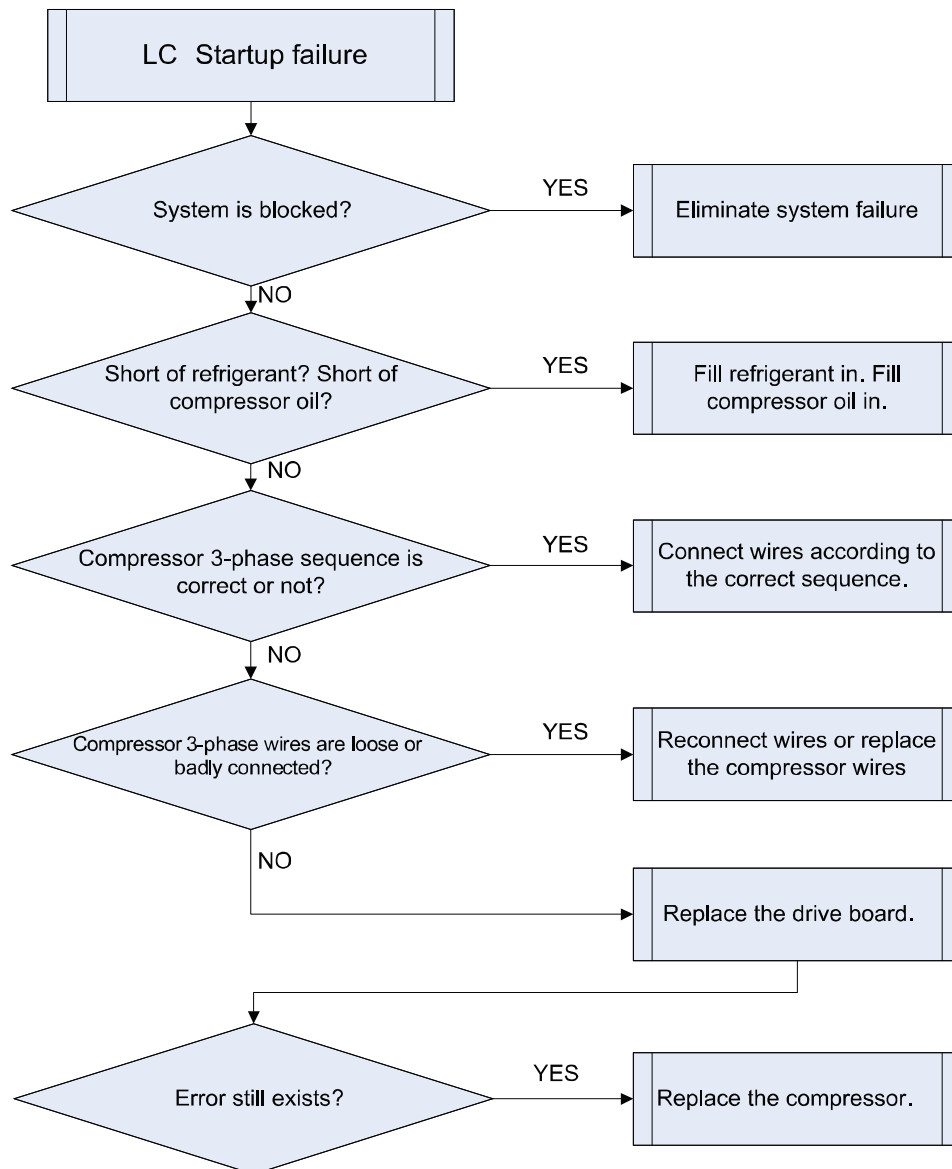 LC  Startup failure
System is blocked?
YES
Eliminate system failure
NO
Short of refrigerant? Short of
compressor oil?
YES
Fill refrigerant in. Fill
compressor oil in.
NO
Compressor 3-phase sequence is
correct or not?
YES
Connect wires according to
the correct sequence.
NO
Compressor 3-phase wires are loose or
badly connected?
YES
Reconnect wires or replace
the compressor wires
NO
Replace the drive board.
Error still exists?
YES
Replace the compressor.